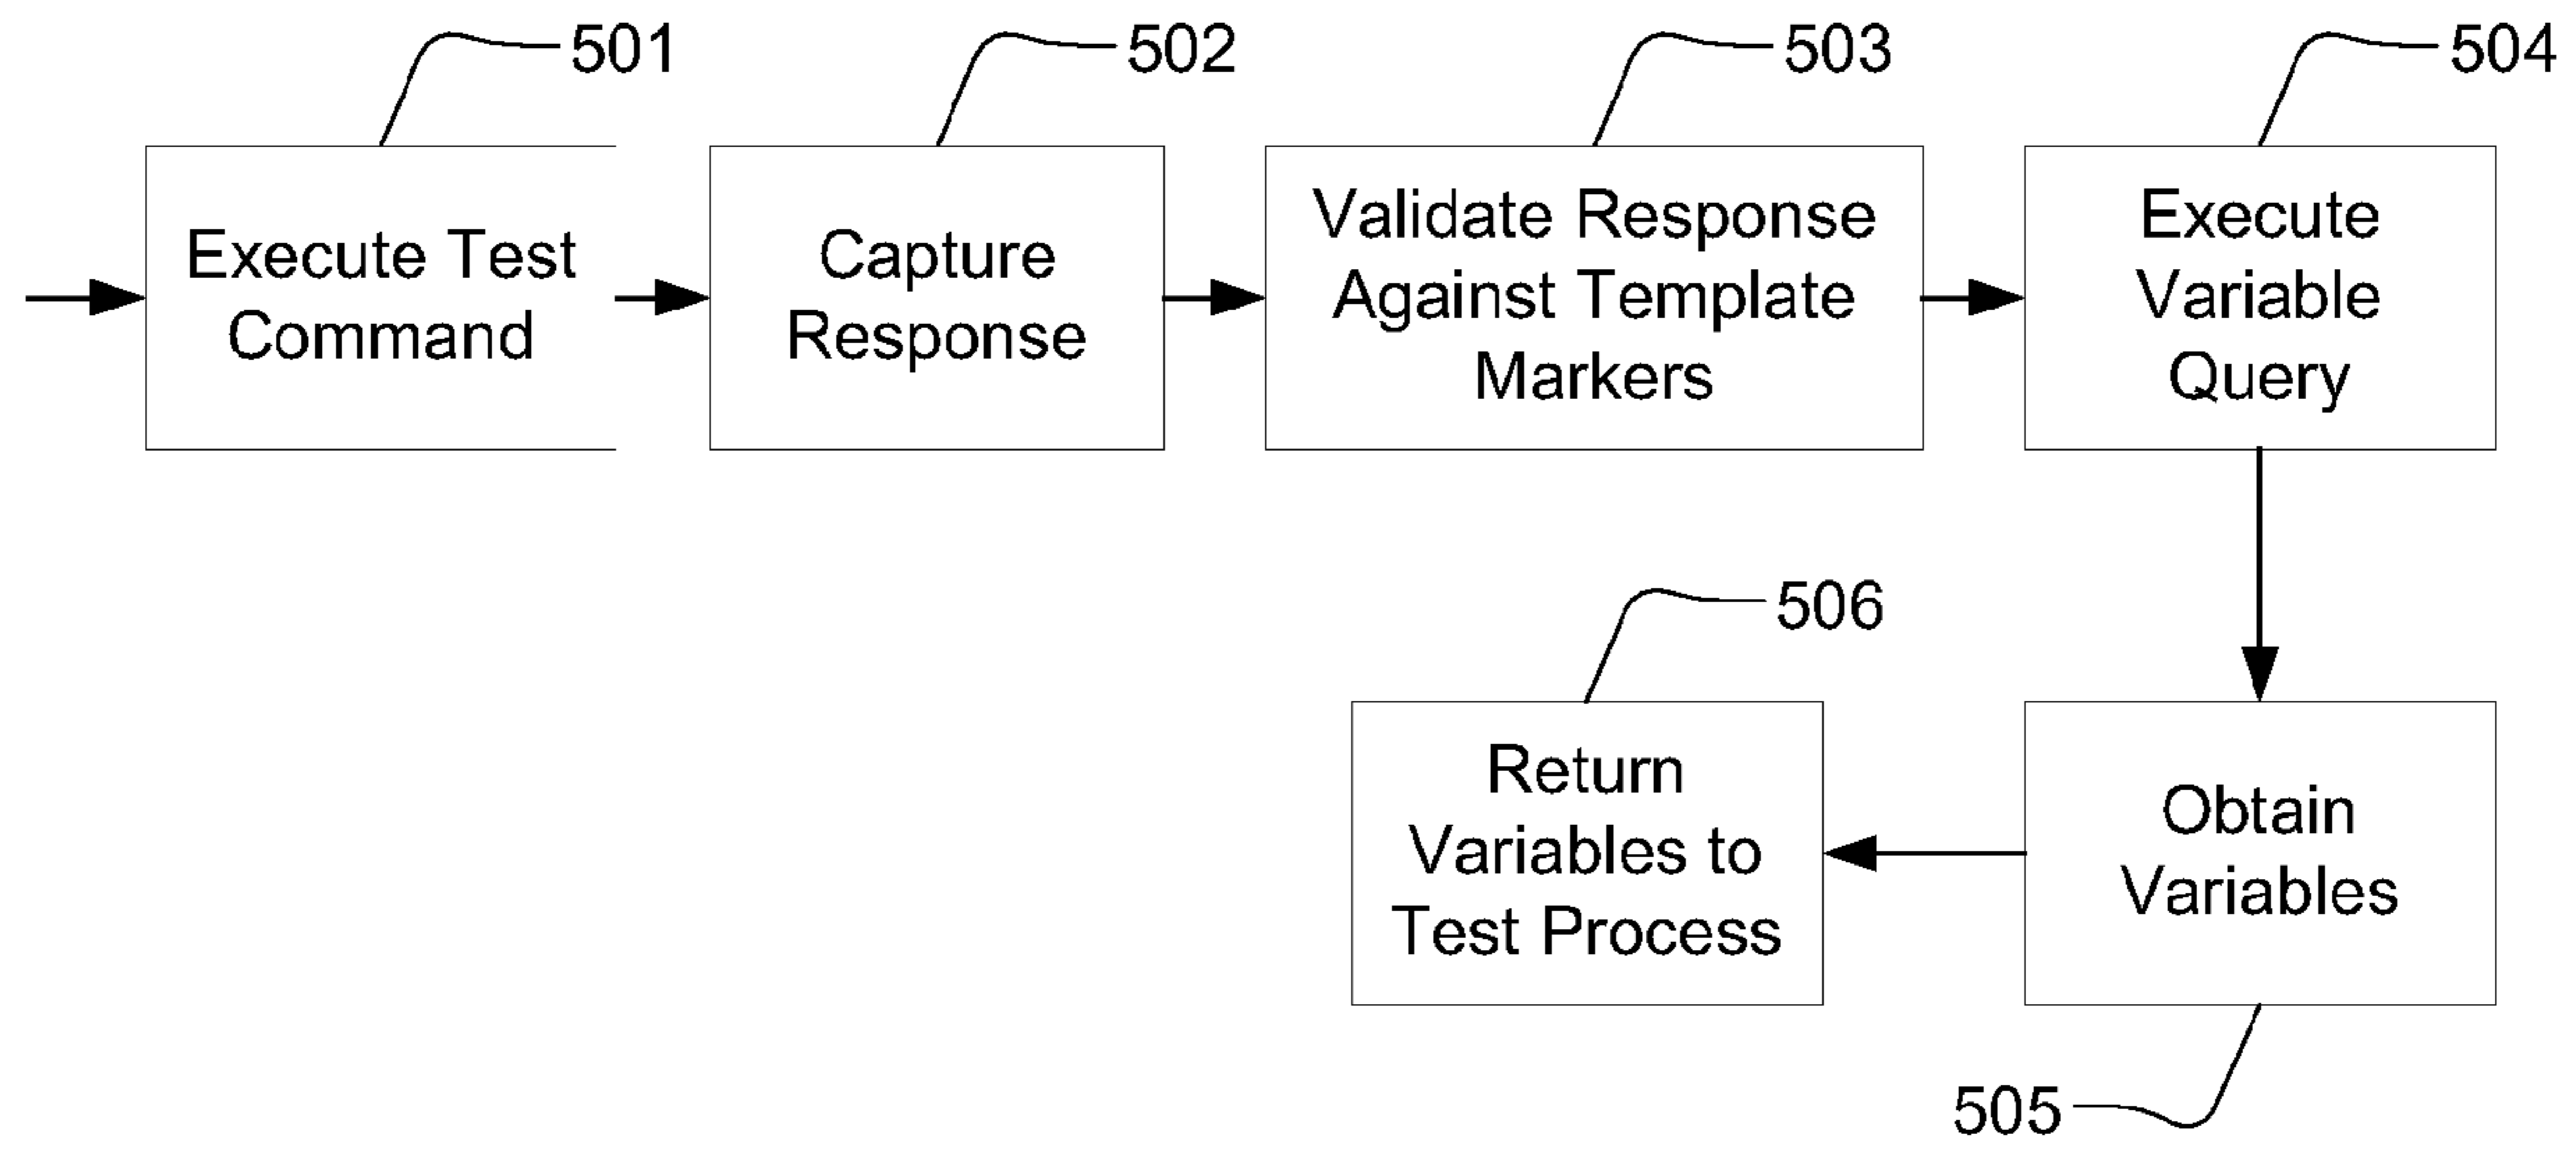 501
502
503
504
Execute Test
Command
Capture
Response
Validate Response
Against Template
Markers
Execute
Variable
Query
506
Return
Variables to
Test Process
Obtain
Variables
505